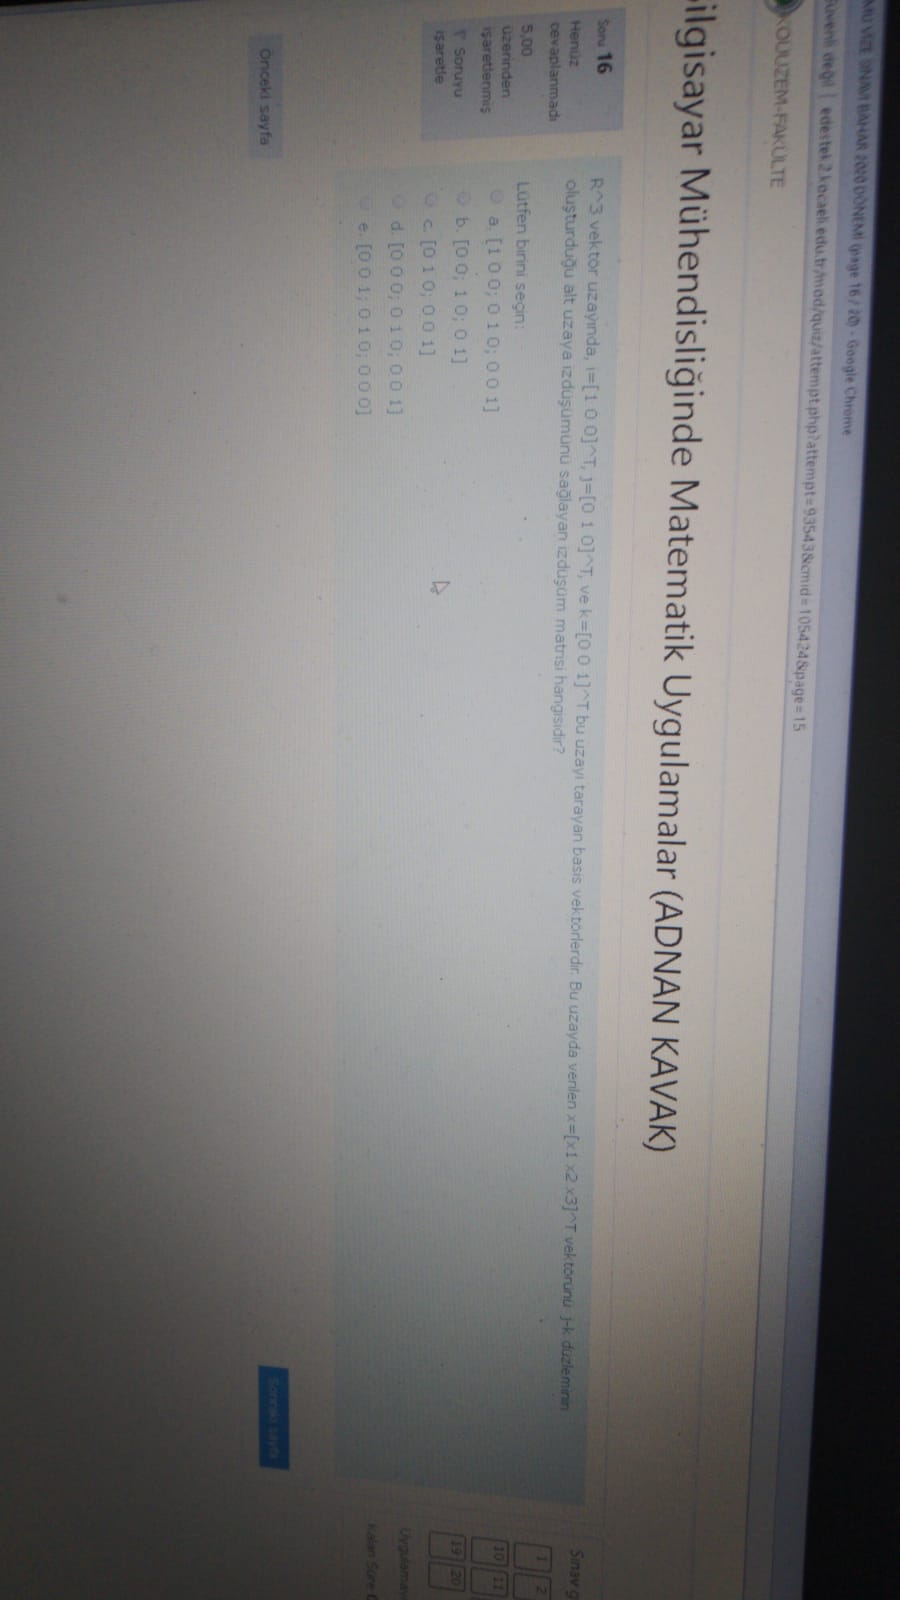 MU VİZE SINAVI BAHAR 2020 DÖNEMİ (page 16 / 20) - Google Chrome
üvenli değil | edestek2.kocaeli.edu.tr/mod/quiz/attempt.php?attempt=93543&cmid=105424&page=15
KOUUZEM-FAKÜLTE
ilgisayar Mühendisliğinde Matematik Uygulamalar (ADNAN KAVAK)
Soru 16
Henüz
cevaplanmadı
5,00
üzerinden
işaretlenmiş
Soruyu
işaretle
R^3 vektör uzayında, i=[1 0 0]^T, j=[0 1 0]^T, ve k=[0 0 1]^T bu uzayı tarayan basis vektörlerdir. Bu uzayda verilen x=[x1 x2 x3]^T vektörünü j-k düzleminin
oluşturduğu alt uzaya izdüşümünü sağlayan izdüşüm matrisi hangisidir?
Lütfen birini seçin:
a. [1 0 0; 0 1 0; 0 0 1]
b. [0 0; 1 0; 0 1]
c. [0 1 0; 0 0 1]
d. [0 0 0; 0 1 0; 0 0 1]
e. [0 0 1; 0 1 0; 0 0 0]
Önceki sayfa
Sonraki sayfa
Sınav g
1 2
10 11
19 20
Kalan Süre